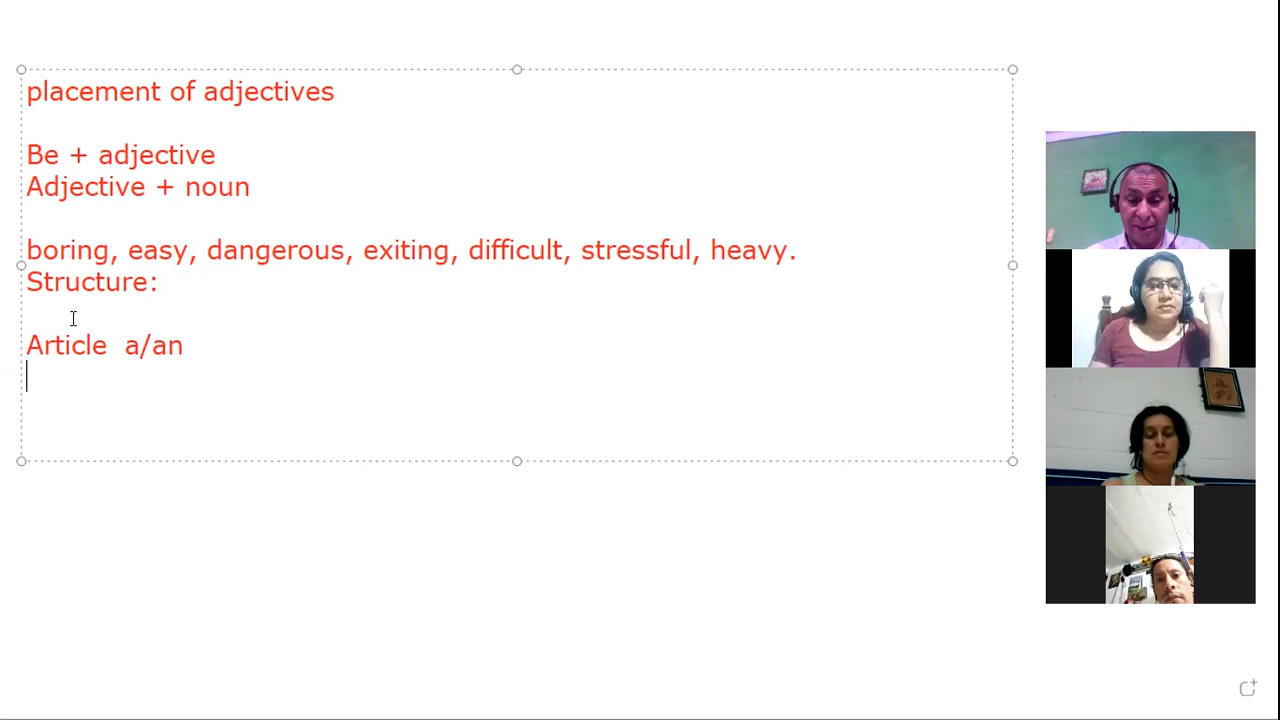 placement of adjectives
Be + adjective
Adjective + noun
boring, easy, dangerous, exiting, difficult, stressful, heavy.
Structure:
Article  a/an